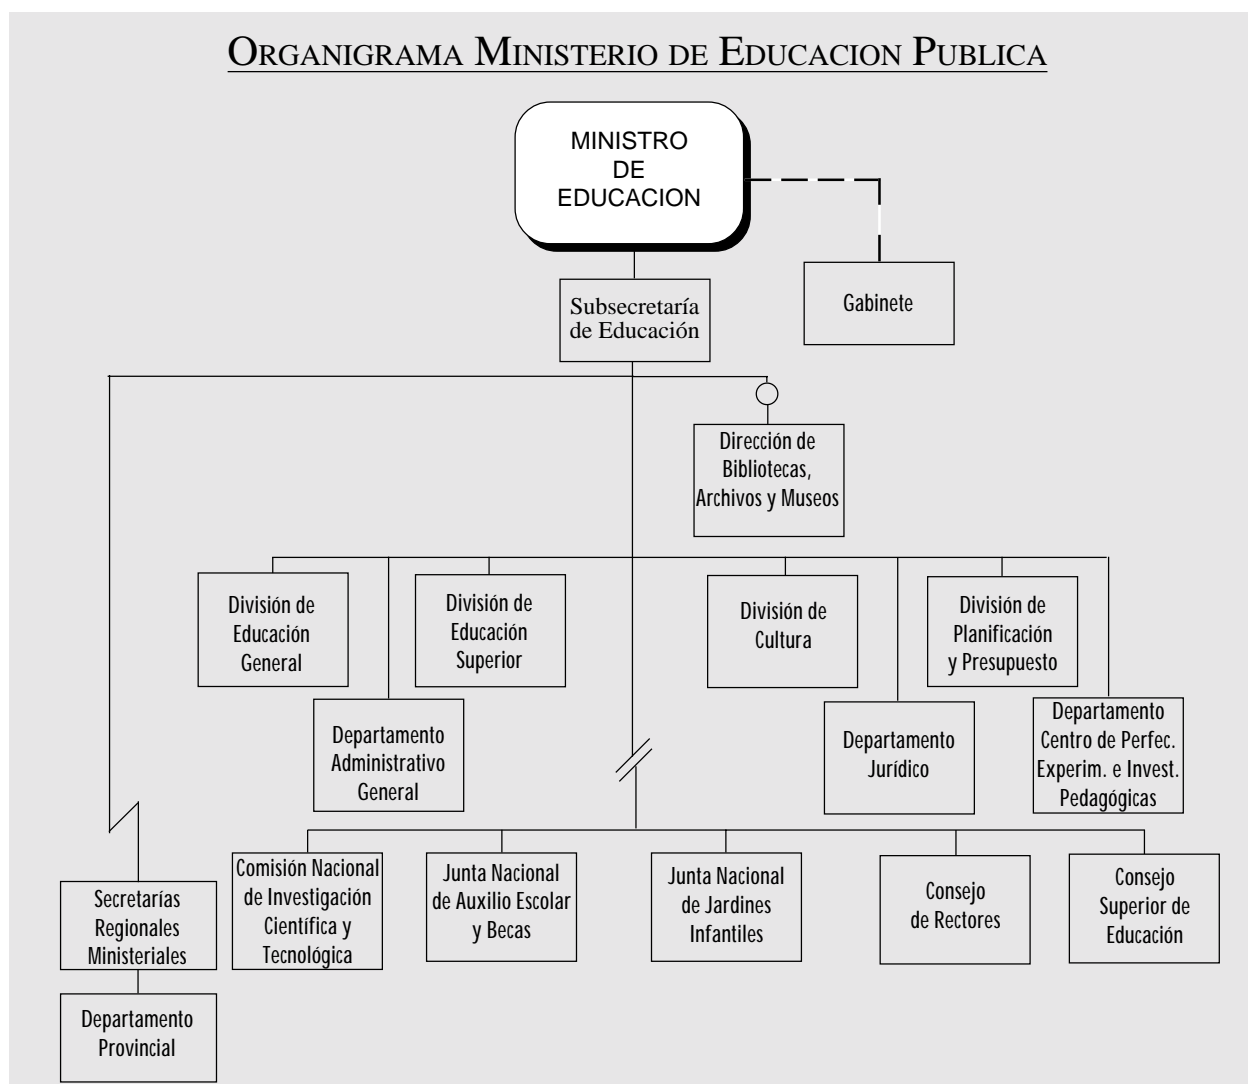 ORGANIGRAMA MINISTERIO DE EDUCACION PUBLICA
MINISTRO
DE
EDUCACION
Gabinete
Subsecretaría
de Educación
Dirección de
Bibliotecas,
Archivos y Museos
División de
Educación
General
División de
Educación
Superior
División de
Cultura
División de
Planificación
y Presupuesto
Departamento
Administrativo
General
Departamento
Jurídico
Departamento
Centro de Perfec.
Experim. e Invest.
Pedagógicas
Comisión Nacional
de Investigación
Científica y
Tecnológica
Junta Nacional
de Auxilio Escolar
y Becas
Junta Nacional
de Jardines
Infantiles
Consejo
de Rectores
Consejo
Superior de
Educación
Secretarías
Regionales
Ministeriales
Departamento
Provincial